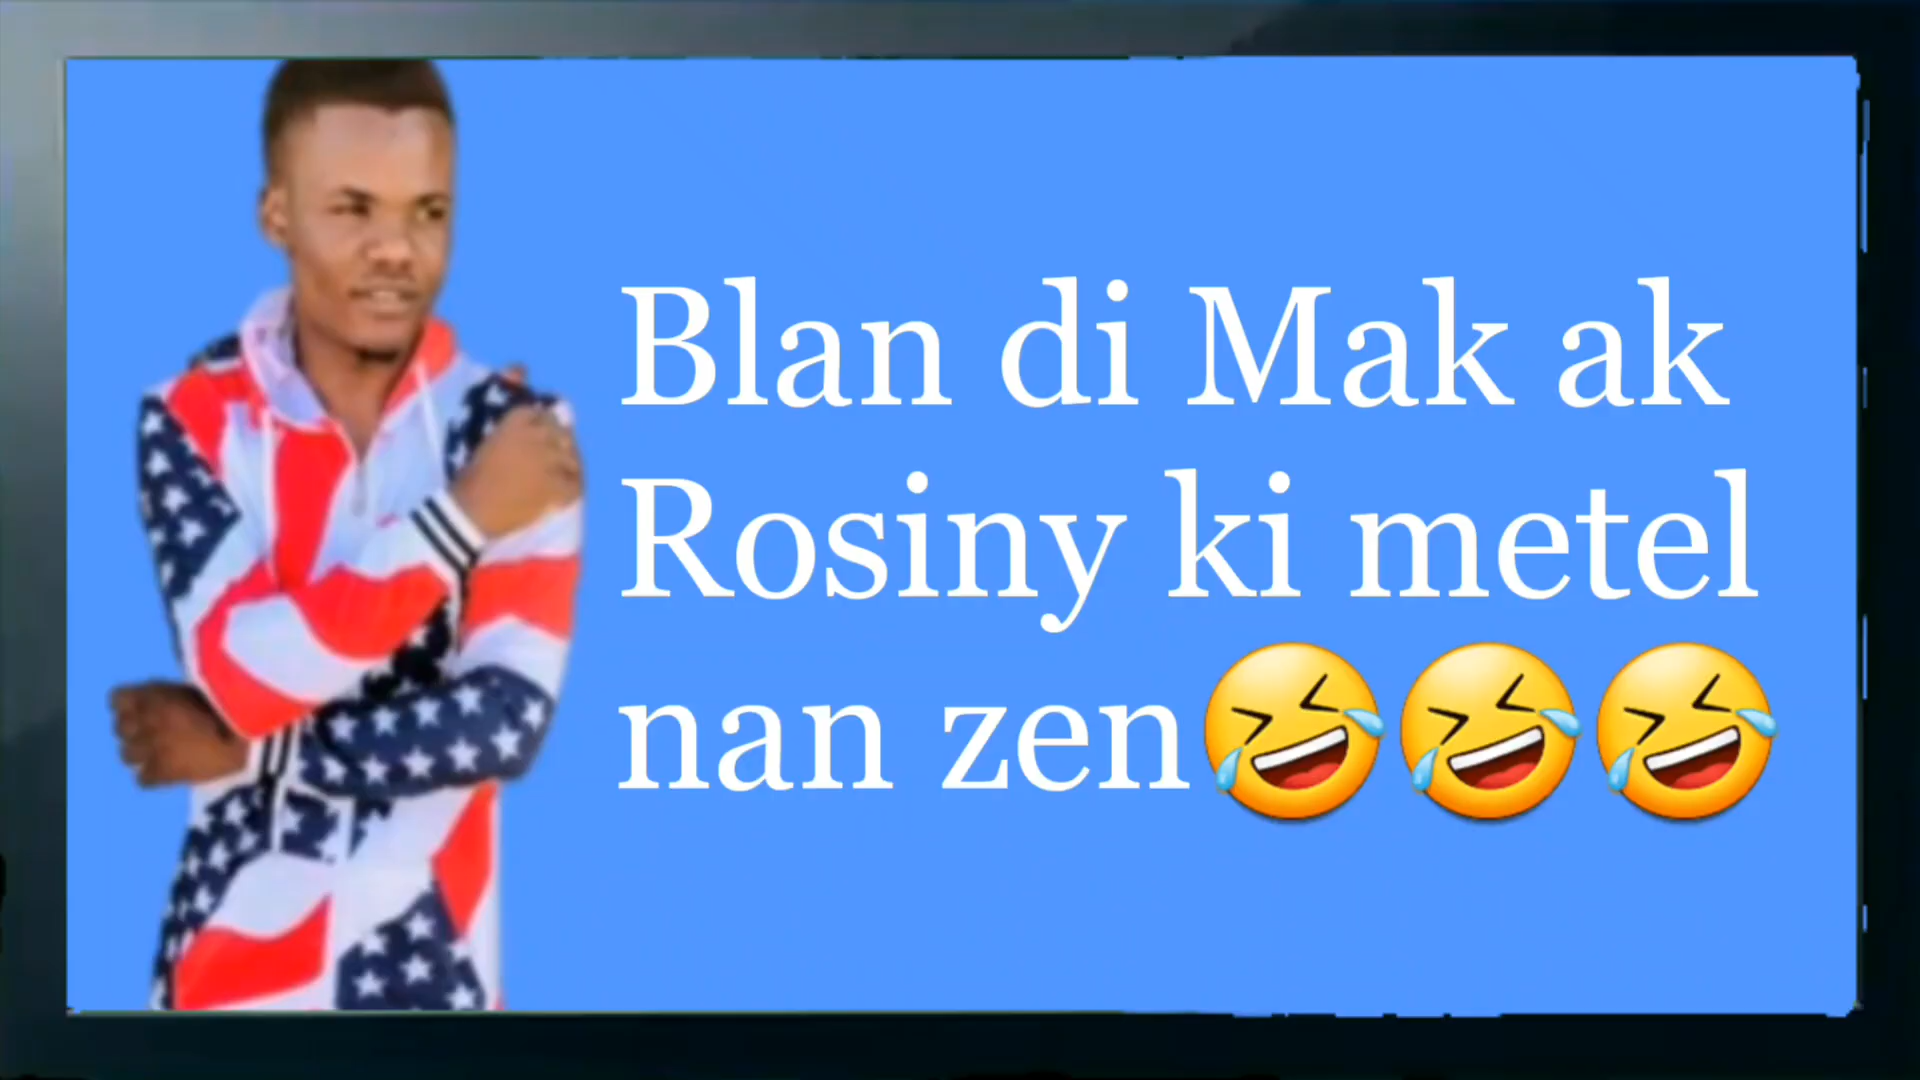 Blan di Mak ak
Rosiny ki metel
nan zen🤣🤣🤣